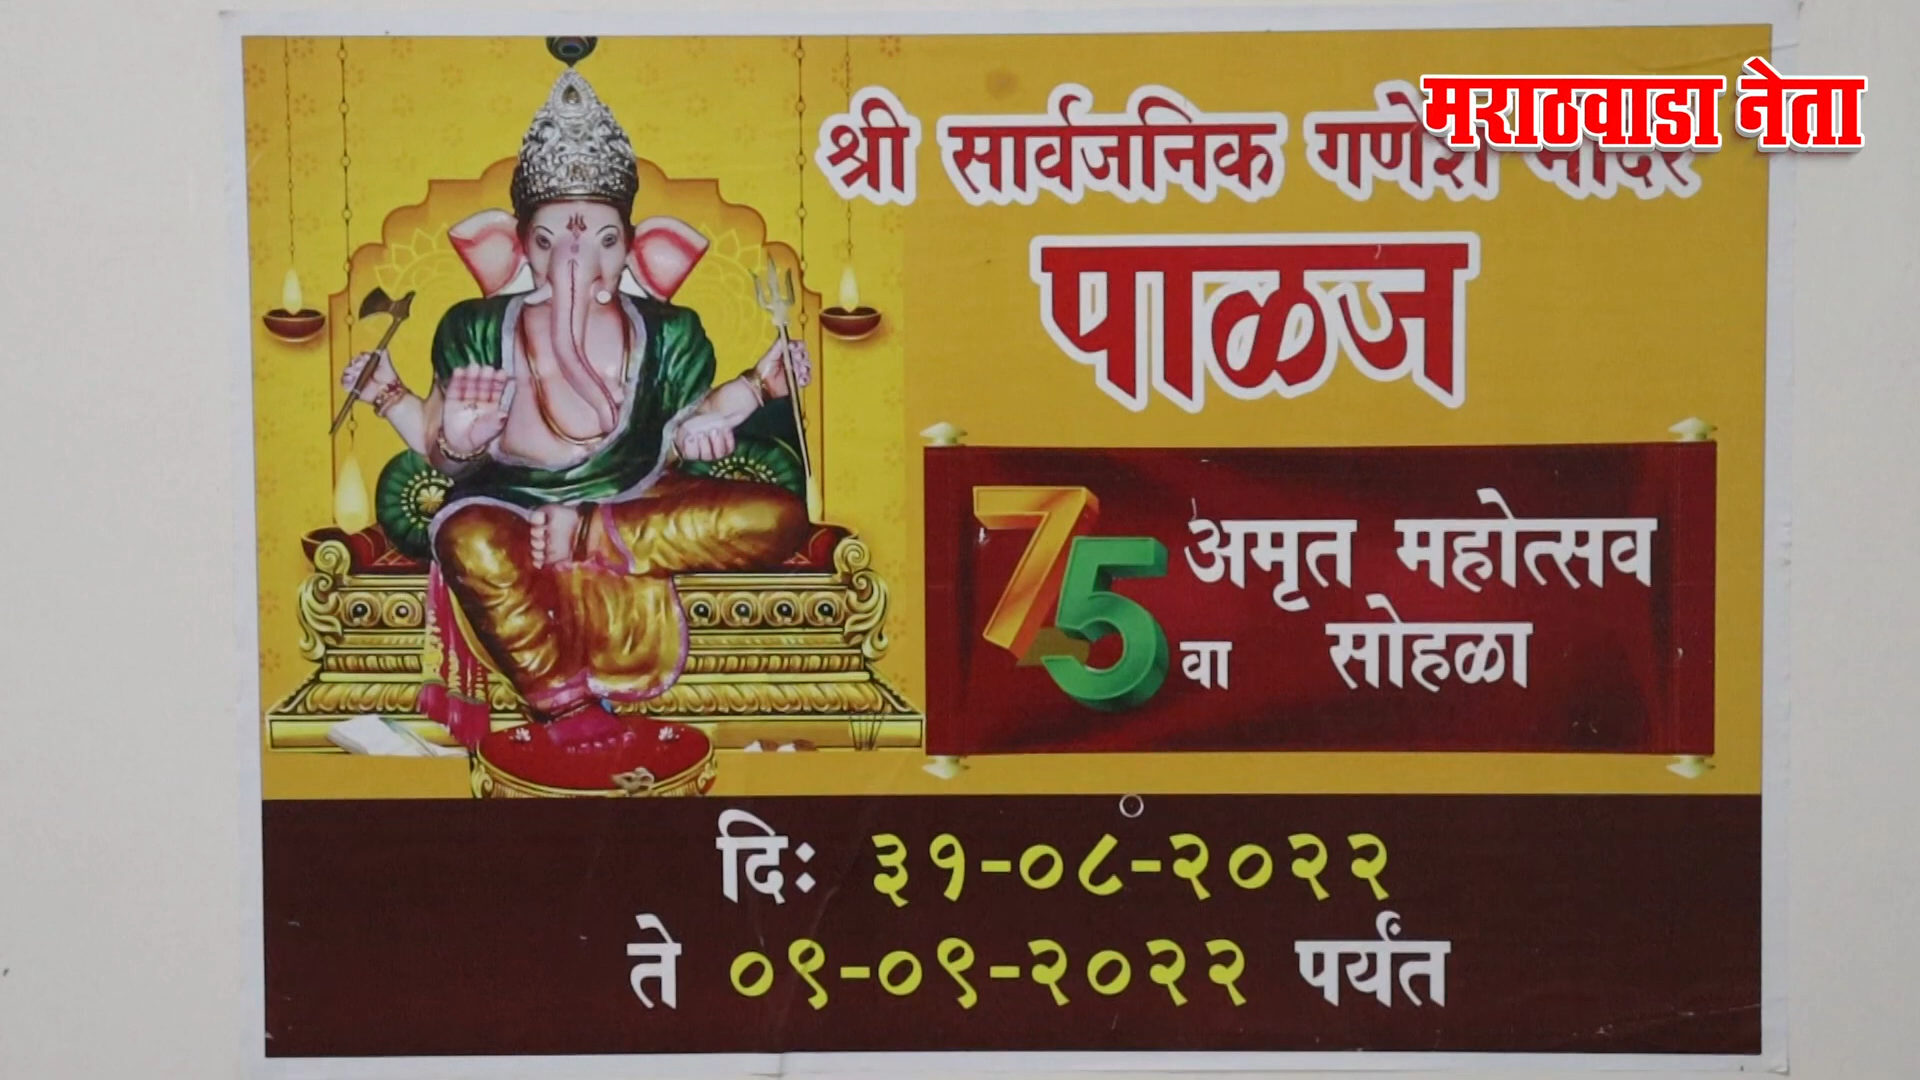 मराठवाडा नेता
श्री सार्वजनिक गणेश मंदिर
पाळज
75 वा अमृत महोत्सव
सोहळा
दि: ३१-०८-२०२२
ते ०९-०९-२०२२ पर्यंत